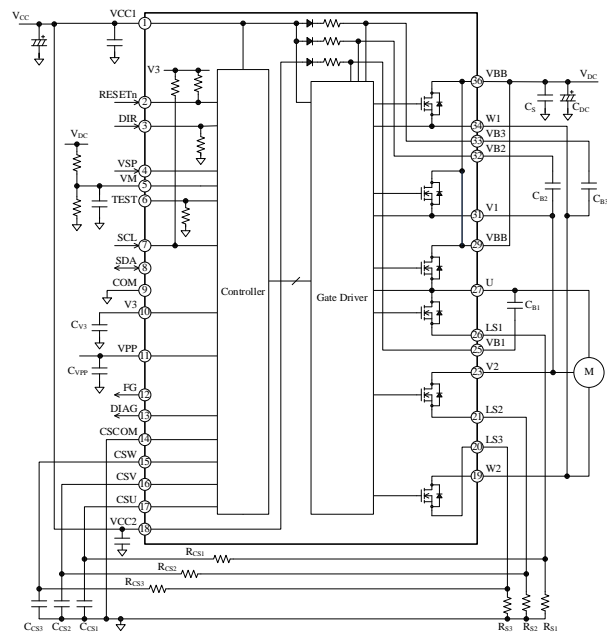 VCC
VCC1
1
V3
RESETn
2
DIR
3
VDC
VSP
4
VM
5
TEST
6
SCL
7
SDA
8
COM
9
V3
10
CV3
VPP
11
CVPP
FG
12
DIAG
13
CSCOM
14
CSW
15
CSV
16
CSU
17
VCC2
18
Controller
Gate Driver
36
VBB
VDC
CS
CDC
34
W1
33
VB3
32
VB2
CB2
CB3
31
V1
29
VBB
27
U
CB1
26
LS1
25
VB1
23
V2
M
21
LS2
20
LS3
19
W2
RCS1
RCS2
RCS3
CCS3
CCS2
CCS1
RS3
RS2
RS1